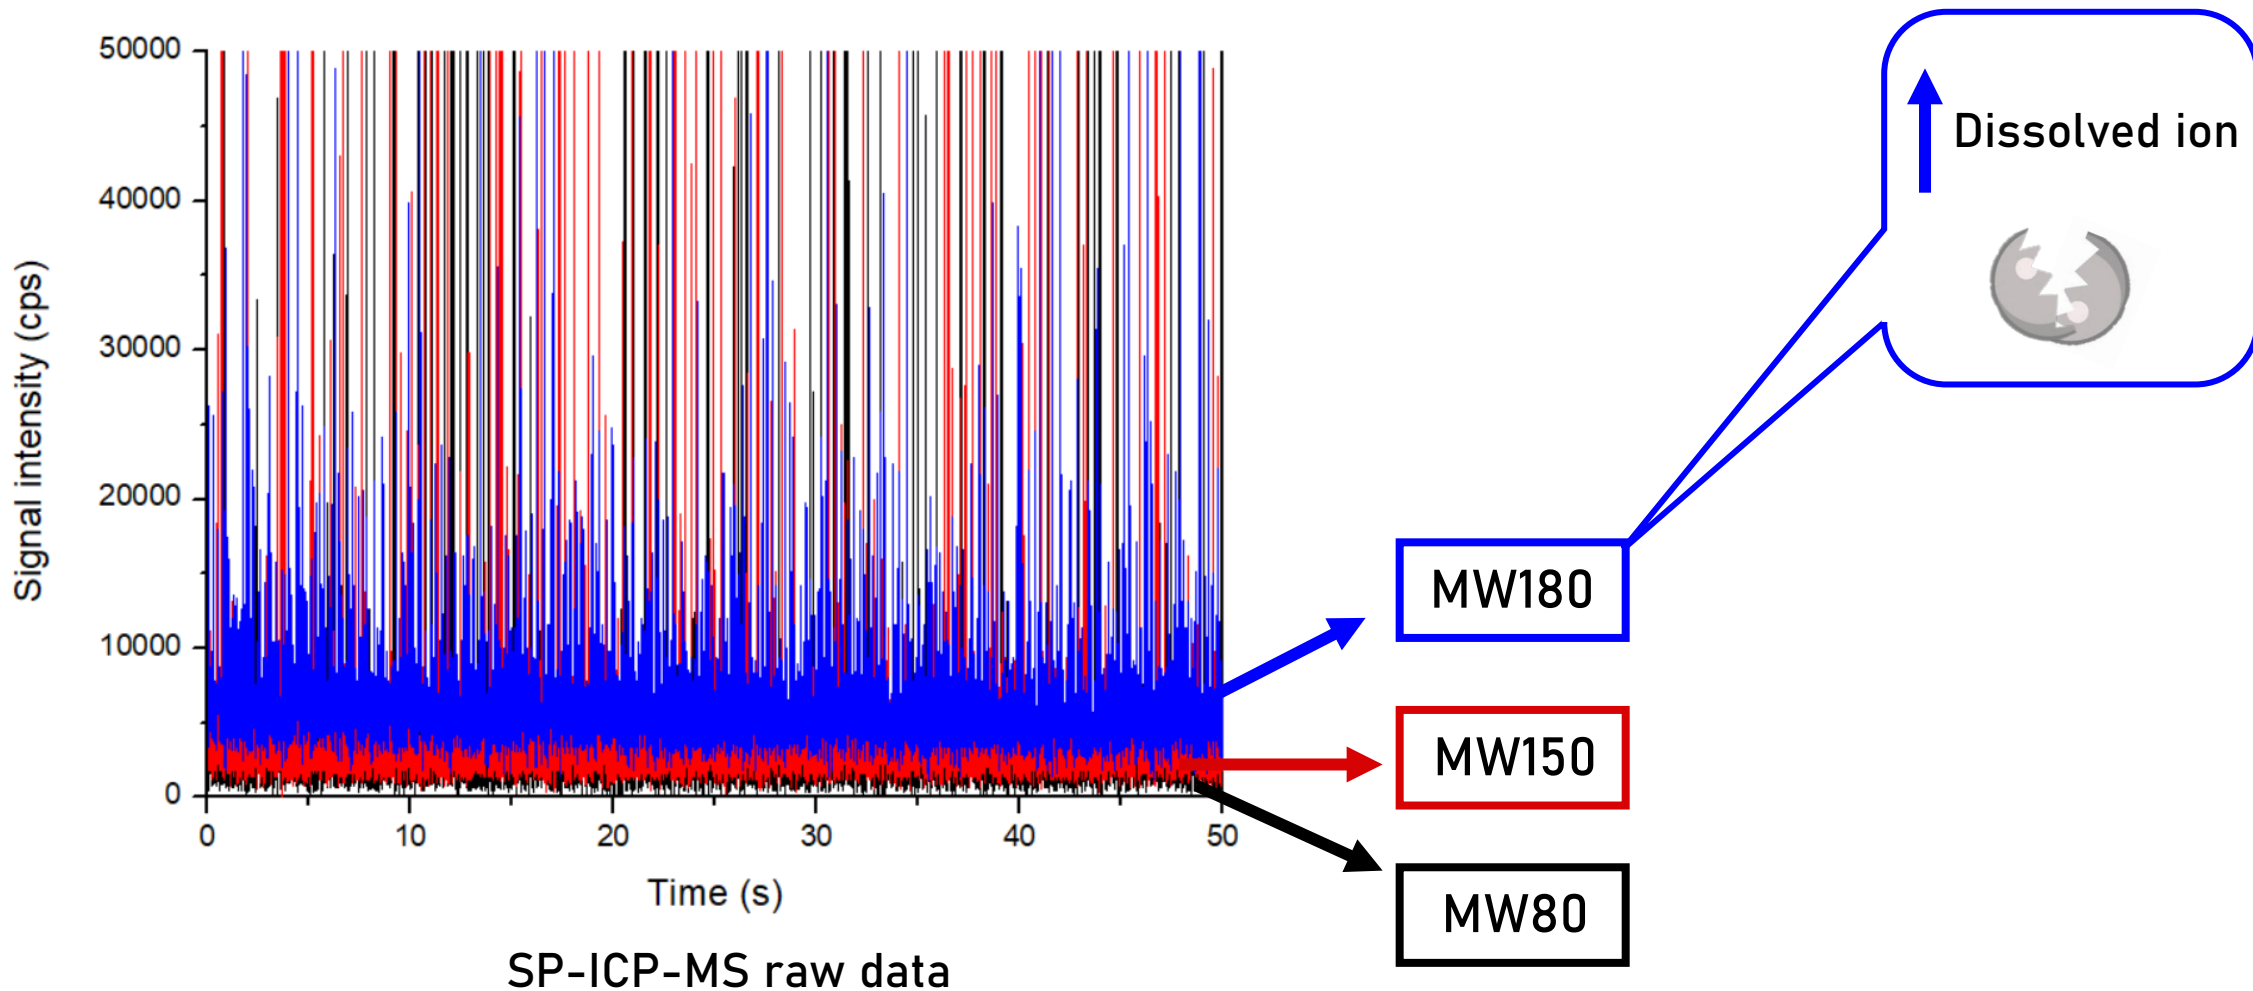 50000
40000
30000
20000
10000
0
Signal intensity (cps)
0 10 20 30 40 50
Time (s)
SP-ICP-MS raw data
Dissolved ion
MW180
MW150
MW80